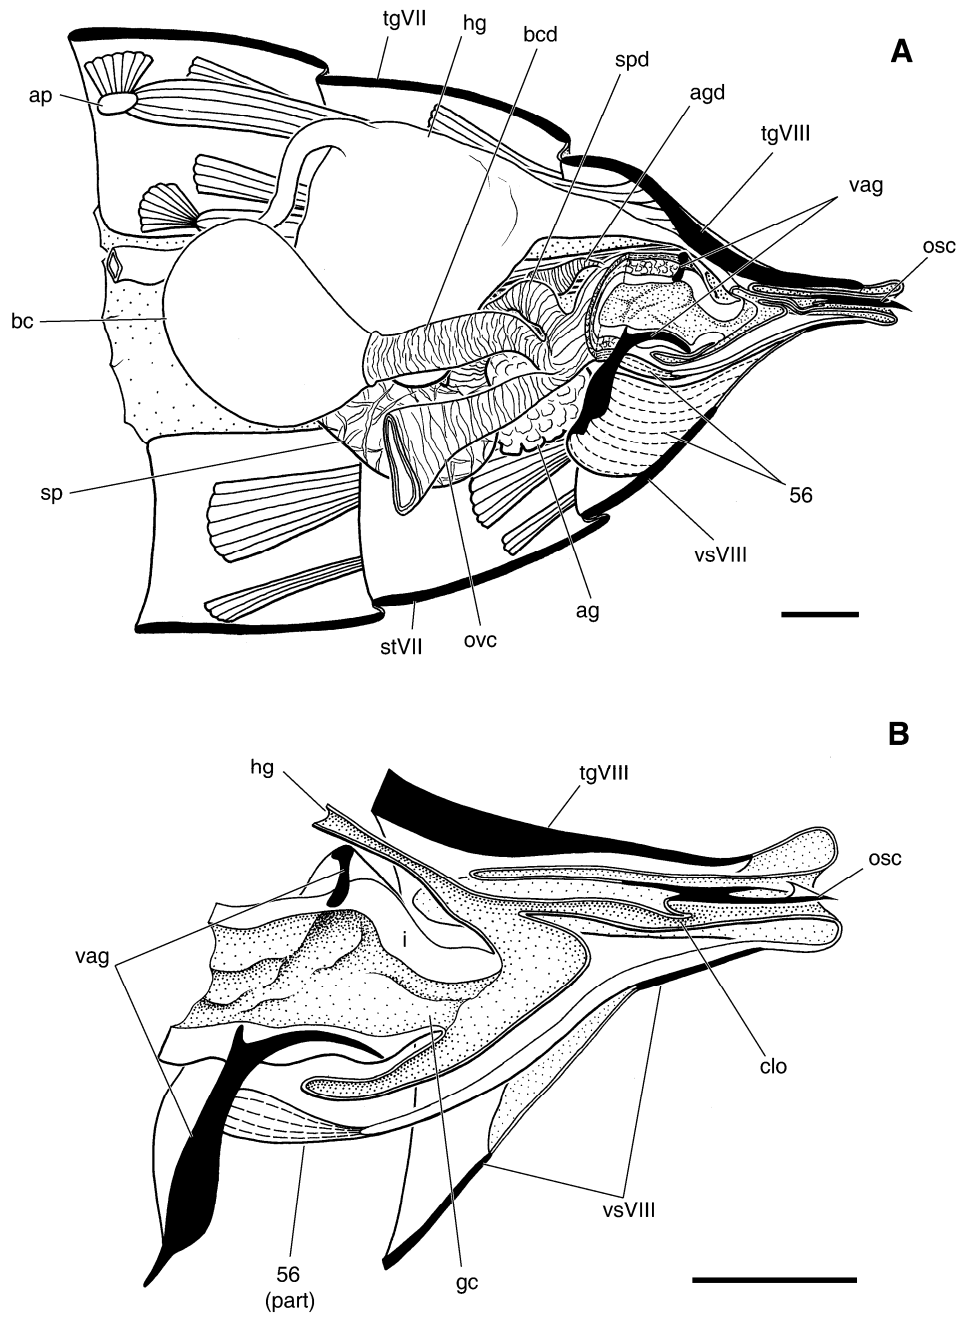 A
tgVII
hg
bcd
spd
agd
ap
tgVIII
vag
osc
bc
sp
56
vsVIII
ag
stVII
ovc
B
hg
tgVIII
osc
i
vag
clo
vsVIII
56
(part)
gc